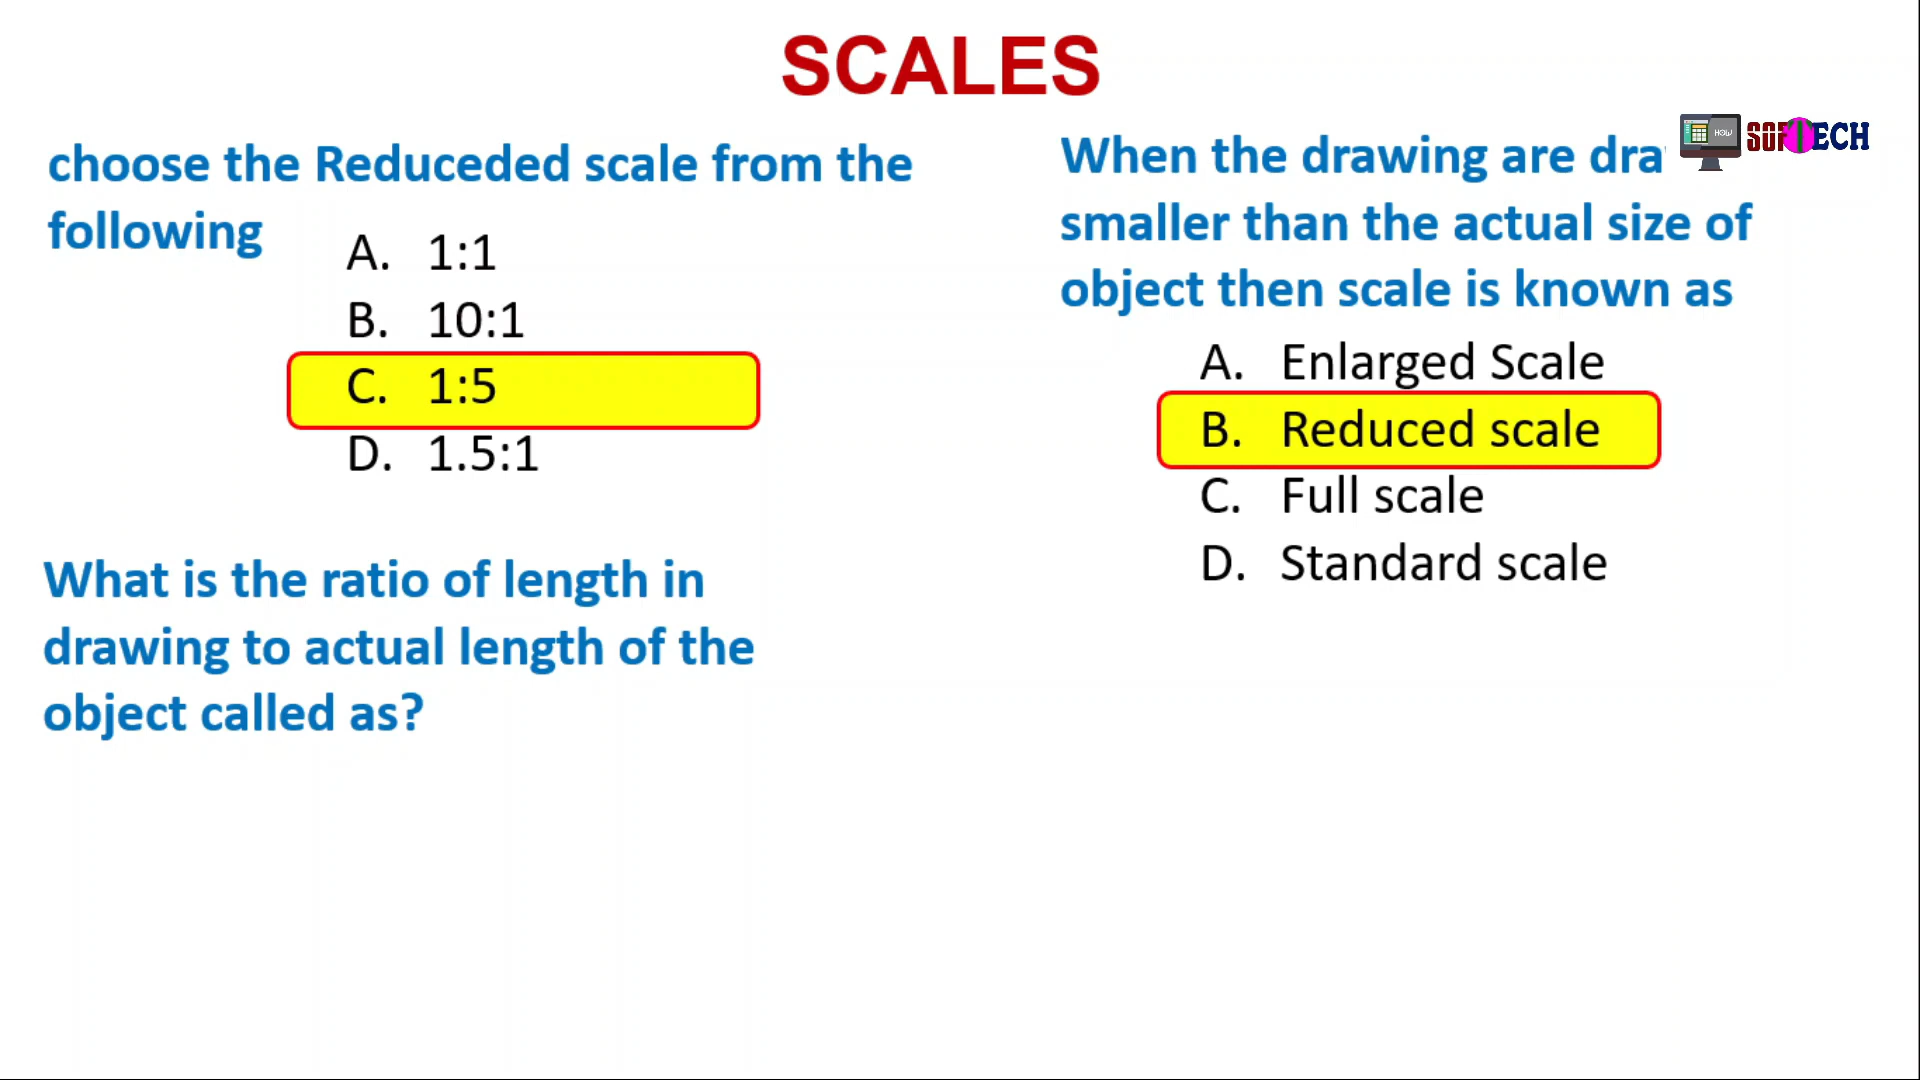 SCALES
choose the Reduceded scale from the
following
A. 1:1
B. 10:1
C. 1:5
D. 1.5:1
What is the ratio of length in
drawing to actual length of the
object called as?
When the drawing are dra
smaller than the actual size of
object then scale is known as
A. Enlarged Scale
B. Reduced scale
C. Full scale
D. Standard scale
HOW
SOFTECH